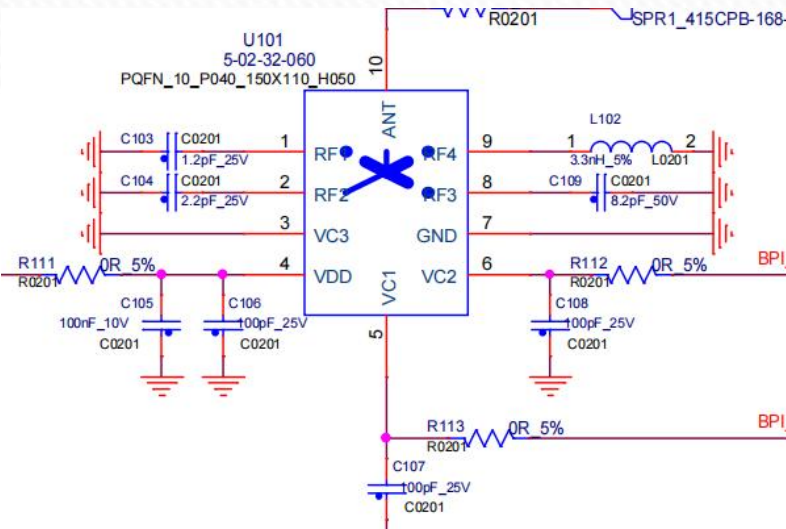 R0201
SPR1_415CPB-168-
U101
5-02-32-060
PQFN_10_P040_150X110_H050
10
ANT
C103
C0201
1.2pF_25V
1
RF1
C104
C0201
2.2pF_25V
2
RF2
3
VC3
R111
0R_5%
R0201
4
VDD
C105
100nF_10V
C0201
C106
100pF_25V
C0201
VC1
5
9
RF4
L102
1
2
3.3nH_5%
L0201
8
RF3
C109
C0201
8.2pF_50V
7
GND
6
VC2
R112
0R_5%
R0201
BPI_
C108
100pF_25V
C0201
R113
0R_5%
R0201
BPI_
C107
100pF_25V
C0201